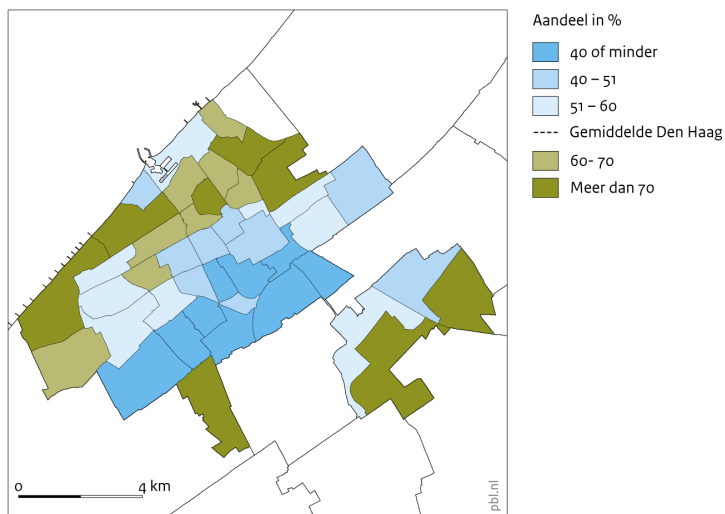 Aandeel in %
40 of minder
40 – 51
51 – 60
Gemiddelde Den Haag
60- 70
Meer dan 70
0 4 km
pbl.nl